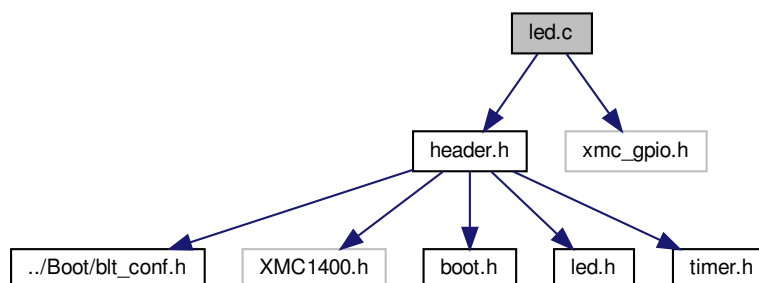 led.c
header.h
xmc_gpio.h
../Boot/blt_conf.h
XMC1400.h
boot.h
led.h
timer.h